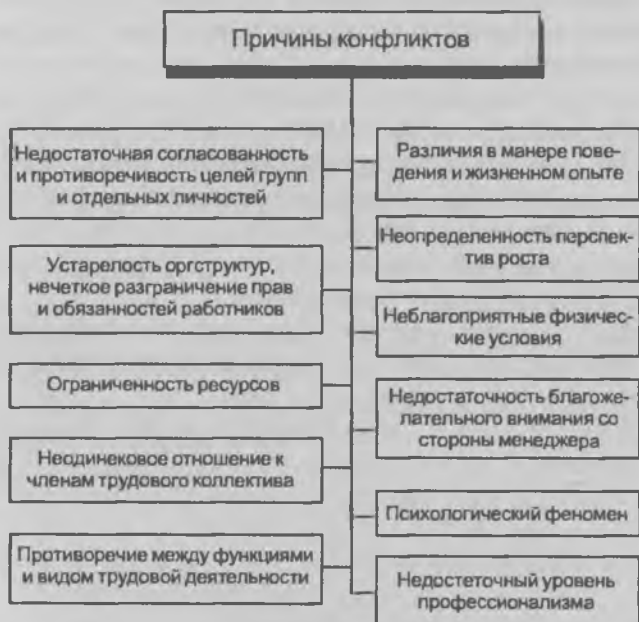 Причины конфликтов
Недостаточная согласованность
и противоречивость целей групп
и отдельных личностей
Устарелость оргструктур,
нечеткое разграничение прав
и обязанностей работников
Ограниченность ресурсов
Неодичековое отношение к
членам трудового коллектива
Противоречие между функциями
и видом трудовой деятельности
Различия в манере пове-
дения и жизненном опыте
Неопределенность перспек-
тив роста
Неблагоприятные физичес-
кие условия
Недостаточность благоже-
лательного внимания со
стороны менеджера
Психологический феномен
Недостеточный уровень
профессионализма